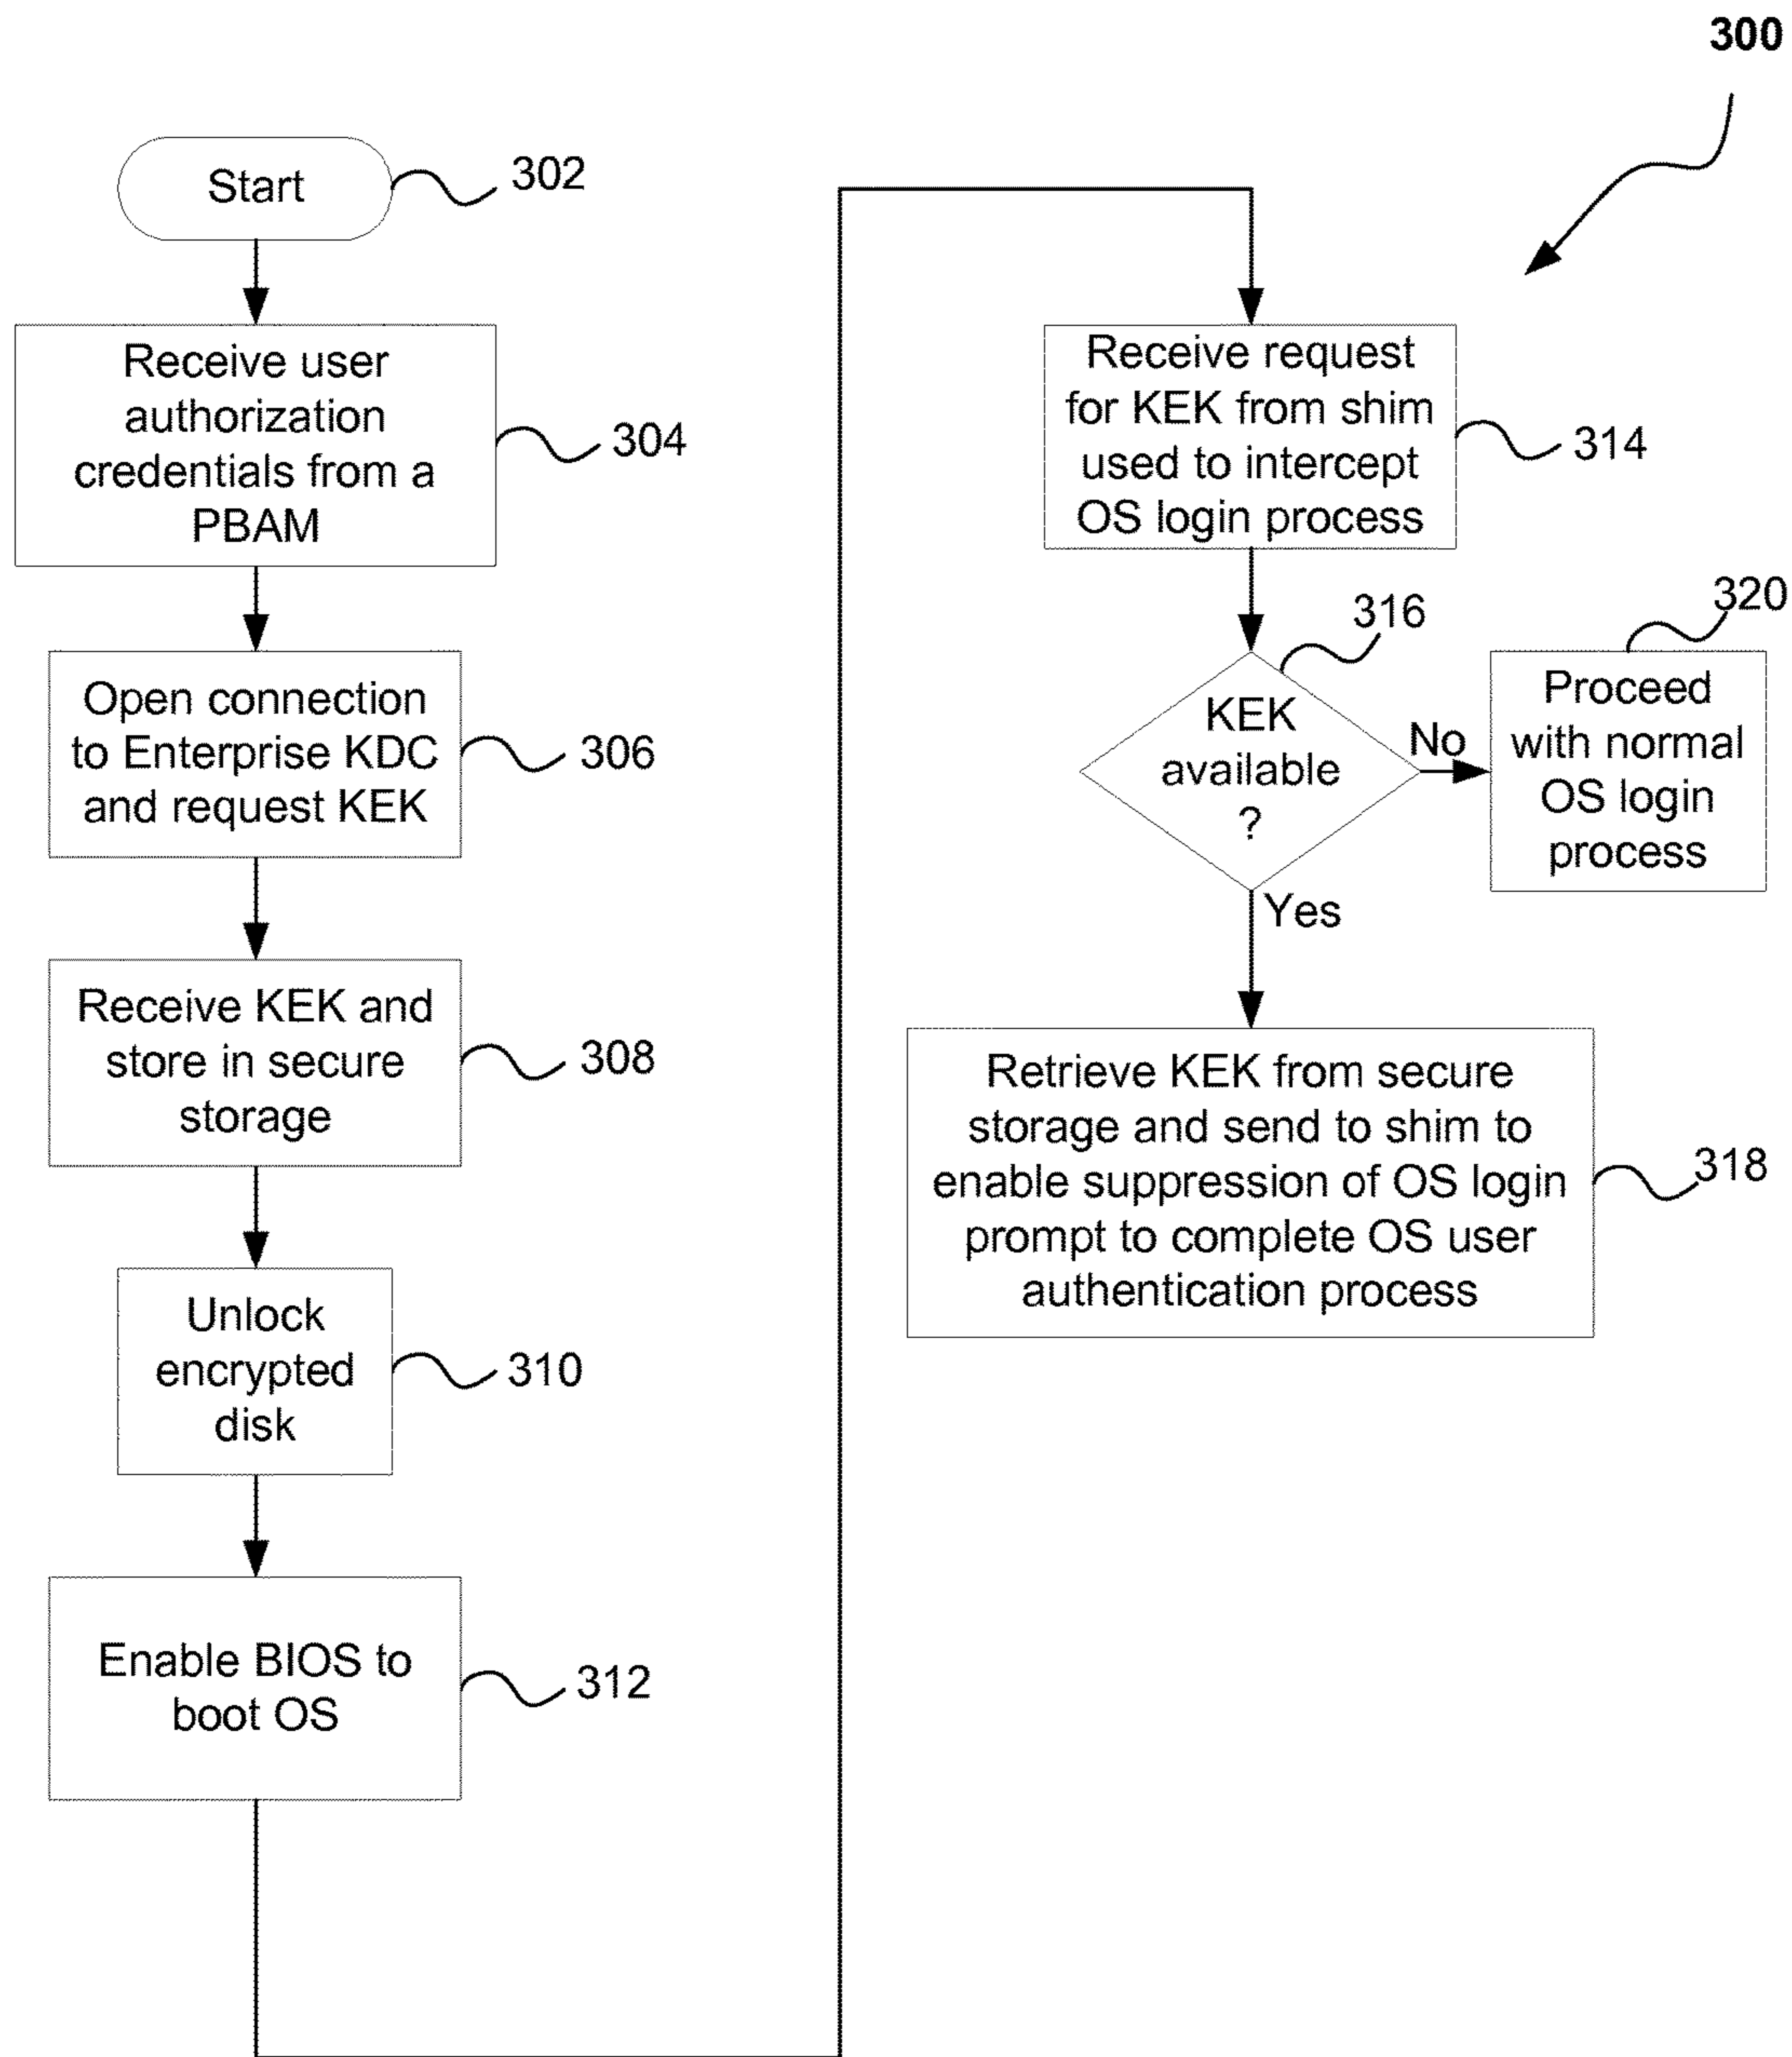 300
Start
302
Receive user
authorization
credentials from a
PBAM
304
Open connection
to Enterprise KDC
and request KEK
306
Receive KEK and
store in secure
storage
308
Unlock
encrypted
disk
310
Enable BIOS to
boot OS
312
Receive request
for KEK from shim
used to intercept
OS login process
314
316
KEK
available
?
No
320
Proceed
with normal
OS login
process
Yes
Retrieve KEK from secure
storage and send to shim to
enable suppression of OS login
prompt to complete OS user
authentication process
318